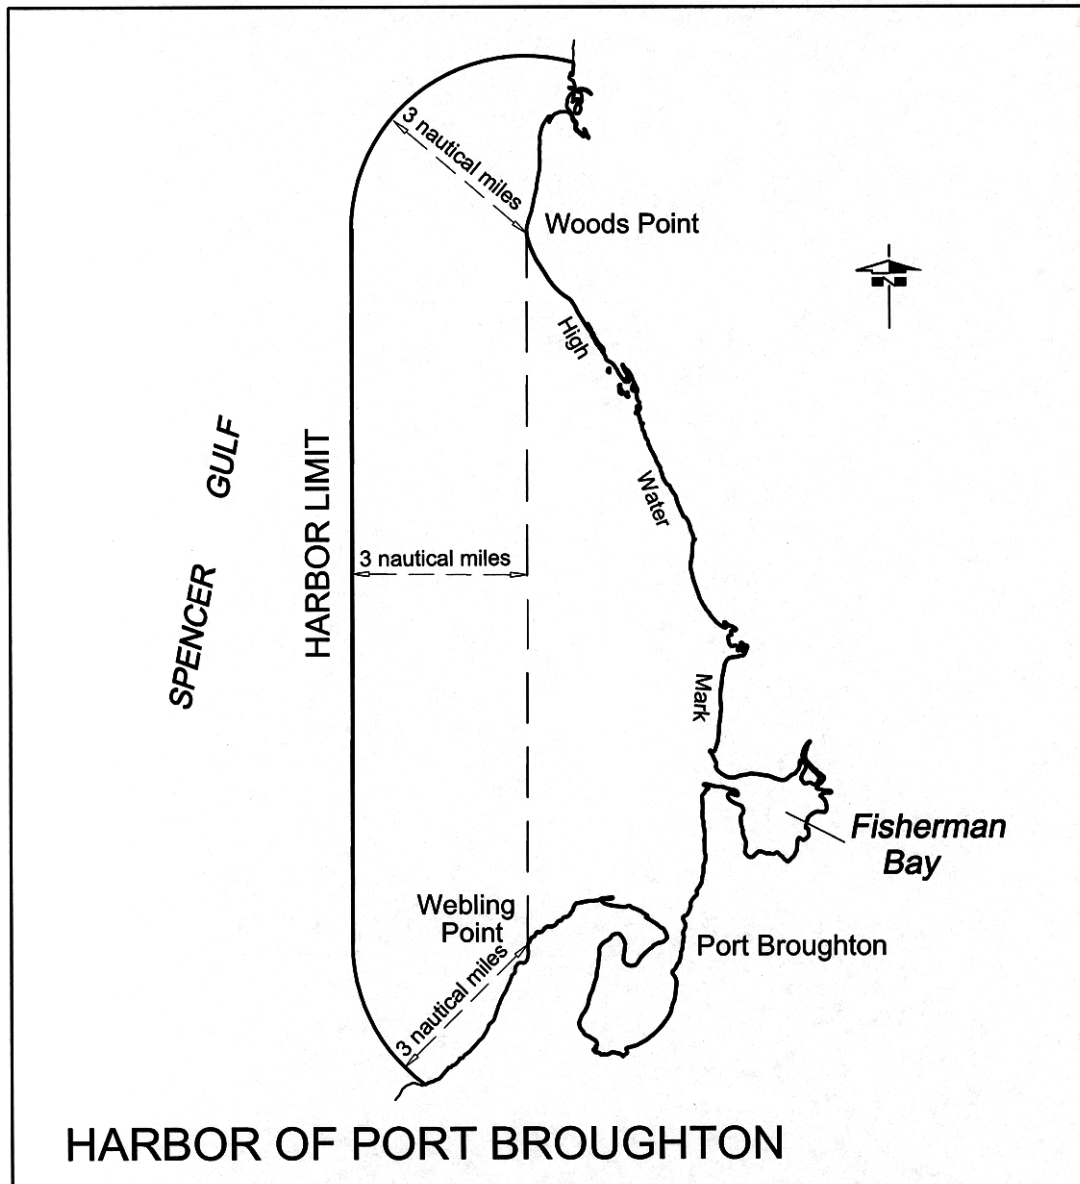 3 nautical miles
Woods Point
N
High
Water
Mark
SPENCER GULF
HARBOR LIMIT
3 nautical miles
Fisherman
Bay
Webling
Point
3 nautical miles
Port Broughton
HARBOR OF PORT BROUGHTON